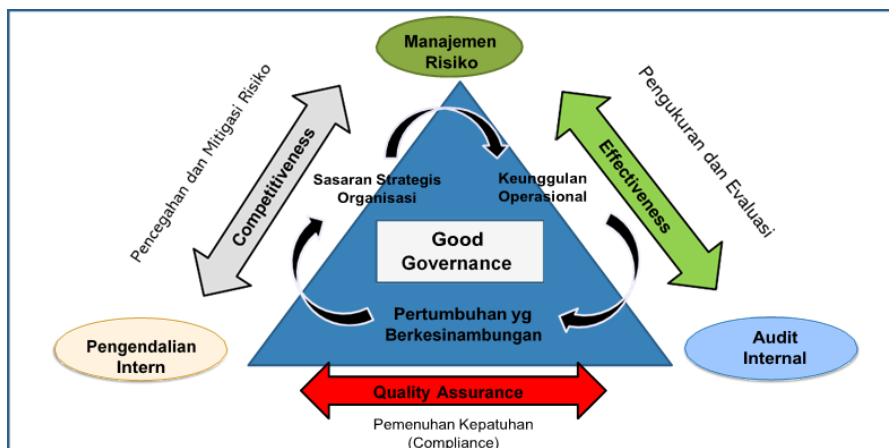 Manajemen
Risiko
Pencegahan dan Mitigasi Risiko
Competitiveness
Effectiveness
Pengukuran dan Evaluasi
Sasaran Strategis
Organisasi
Keunggulan
Operasional
Good
Governance
Pertumbuhan yg
Berkesinambungan
Pengendalian
Intern
Audit
Internal
Quality Assurance
Pemenuhan Kepatuhan
(Compliance)